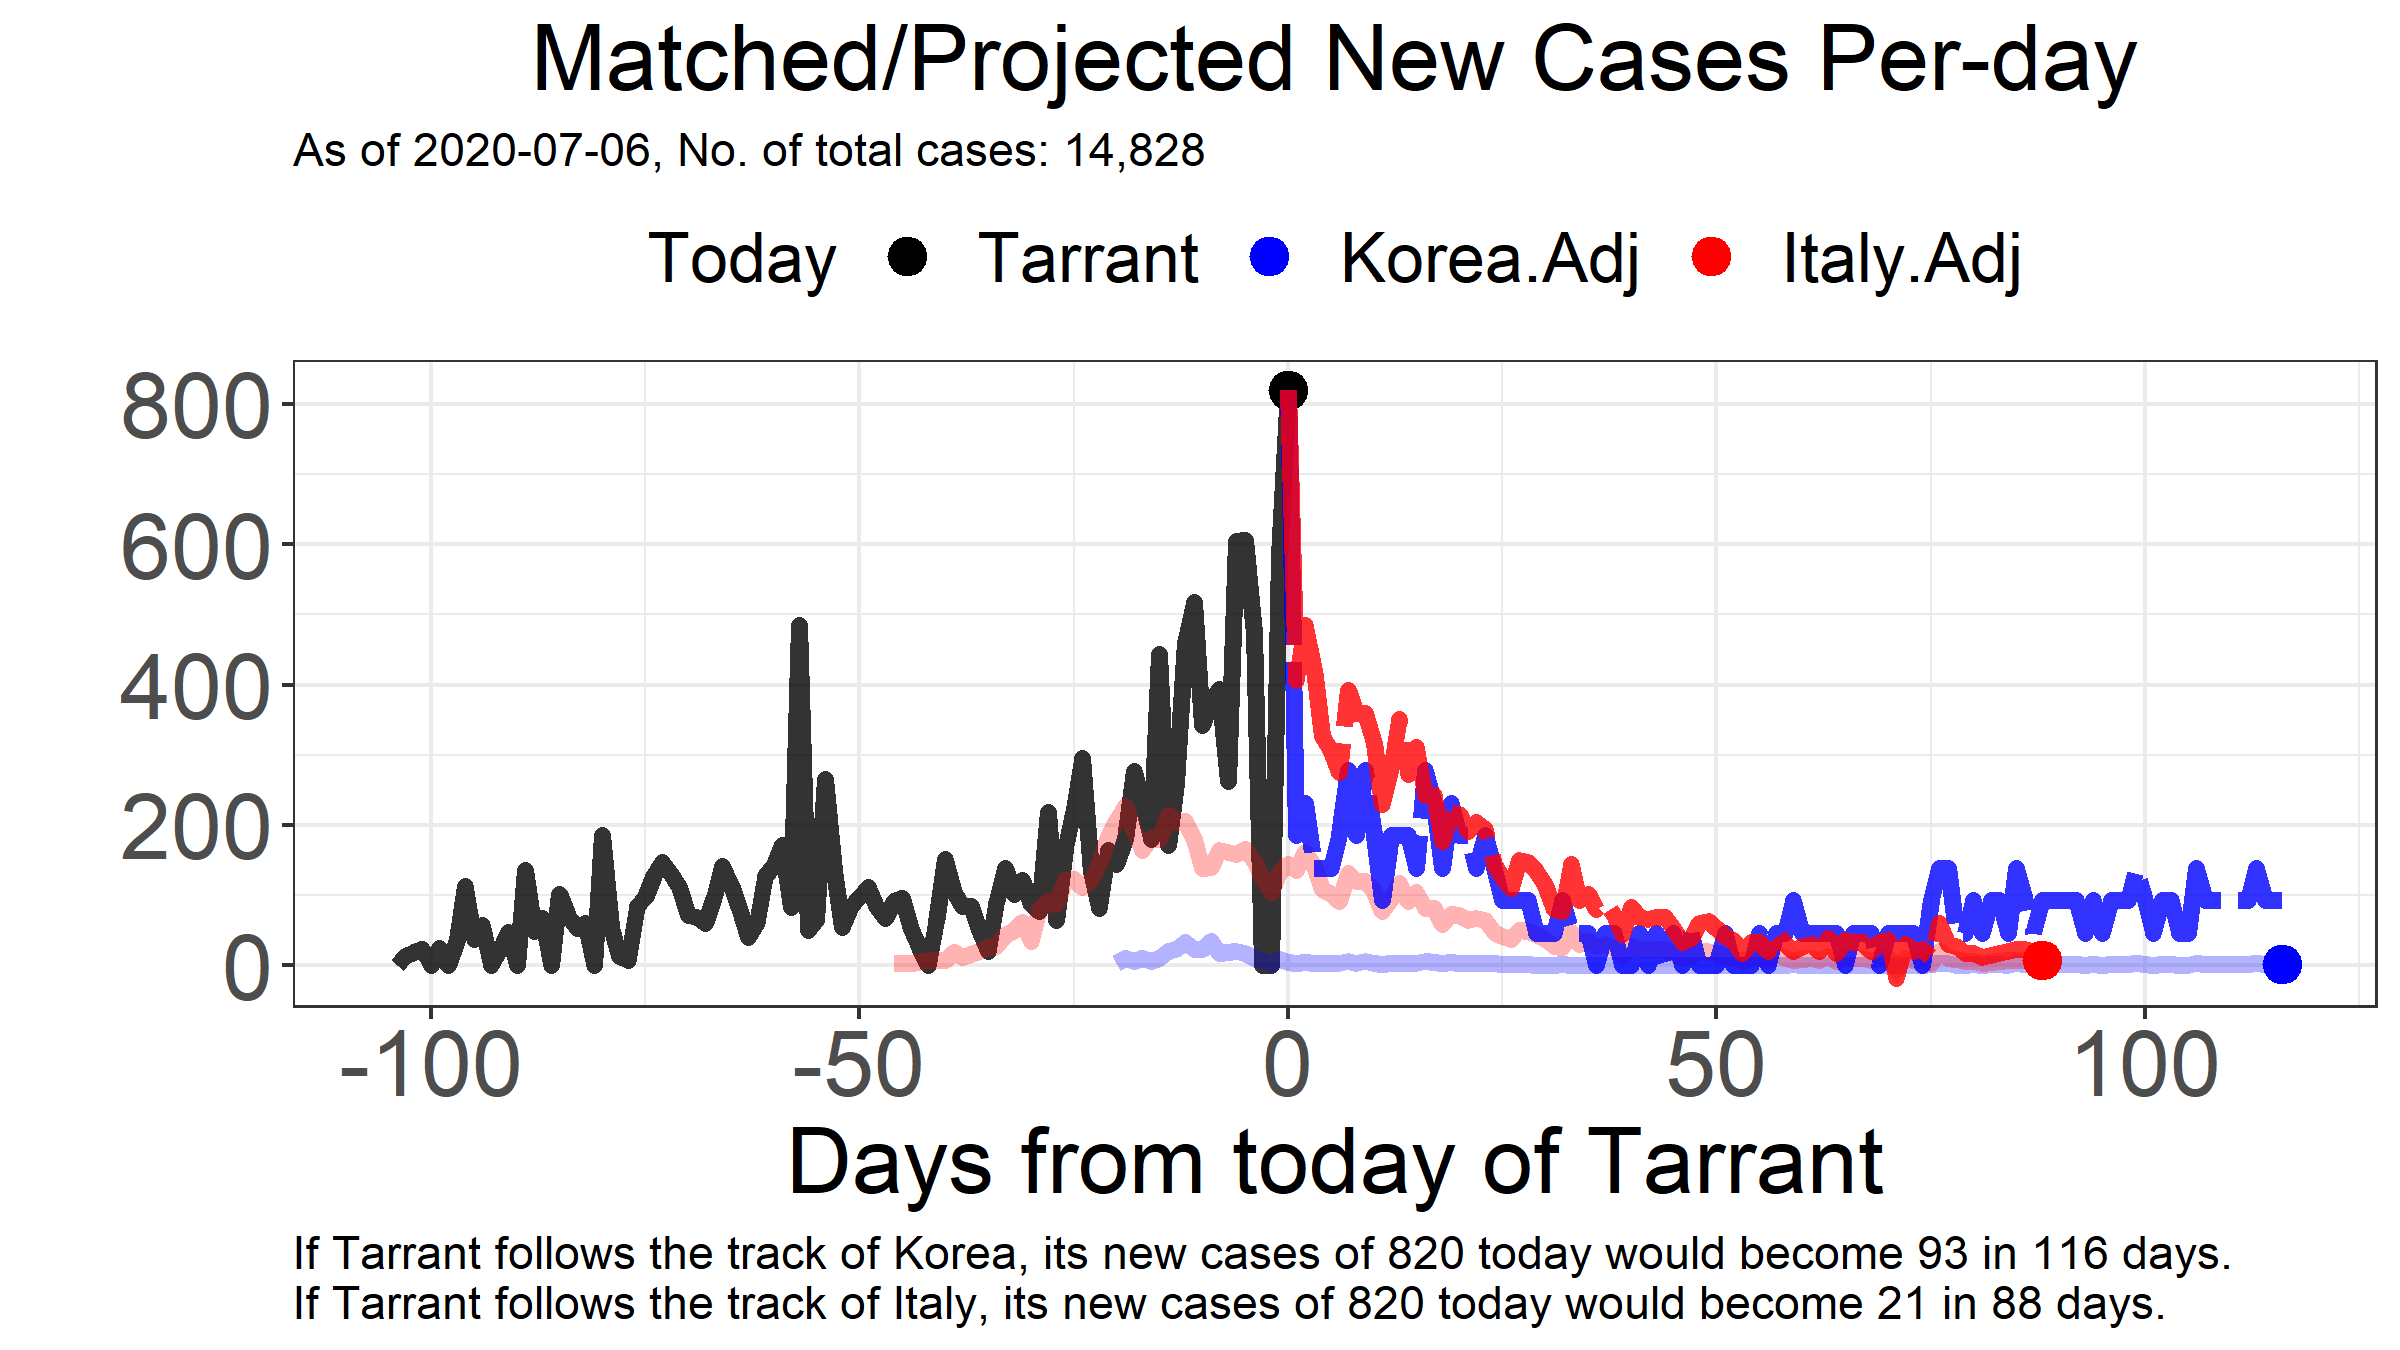 Matched/Projected New Cases Per-day
As of 2020-07-06, No. of total cases: 14,828
Today Tarrant Korea.Adj Italy.Adj
800
600
400
200
0
-100 -50 0 50 100
Days from today of Tarrant
If Tarrant follows the track of Korea, its new cases of 820 today would become 93 in 116 days.
If Tarrant follows the track of Italy, its new cases of 820 today would become 21 in 88 days.